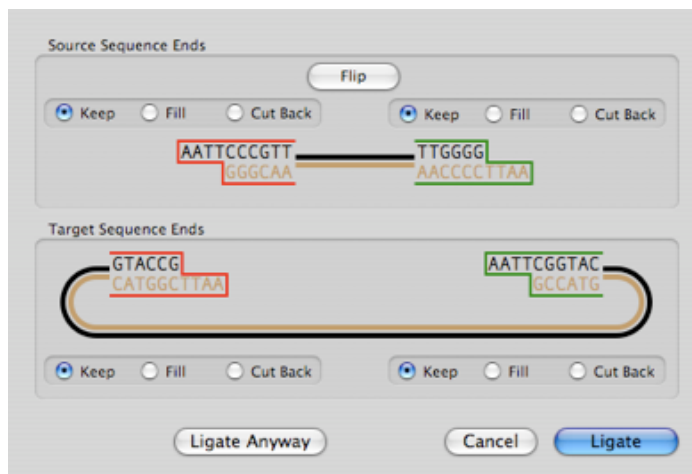 Source Sequence Ends
Flip
Keep Fill Cut Back Keep Fill Cut Back
AATTCCCGTT TTGGGG
GGGCAA AACCCCTTAA
Target Sequence Ends
GTACCG AATTCGGTAC
CATGGCTTAA GCCATG
Keep Fill Cut Back Keep Fill Cut Back
Ligate Anyway Cancel Ligate